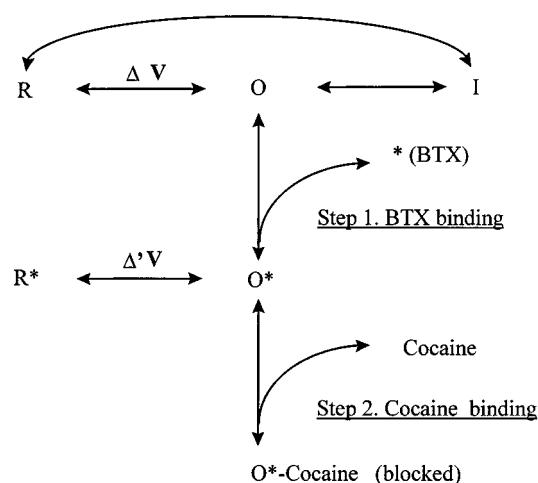 Δ V
R O I
* (BTX)
Step 1. BTX binding
Δ' V
R* O*
Cocaine
Step 2. Cocaine binding
O*-Cocaine (blocked)